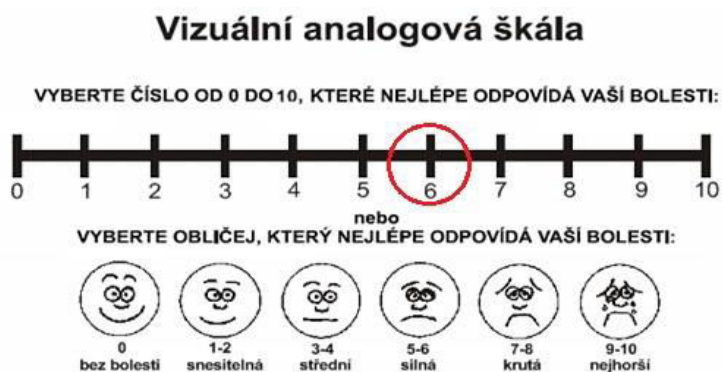 Vizuální analogová škála
VYBERTE ČÍSLO OD 0 DO 10, KTERÉ NEJLÉPE ODPOVÍDÁ VAŠÍ BOLESTI:
0 1 2 3 4 5 6 7 8 9 10
nebo
VYBERTE OBLIČEJ, KTERÝ NEJLÉPE ODPOVÍDÁ VAŠÍ BOLESTI:
0 1-2 3-4 5-6 7-8 9-10
bez bolesti snesitelná střední silná krutá nejhorší